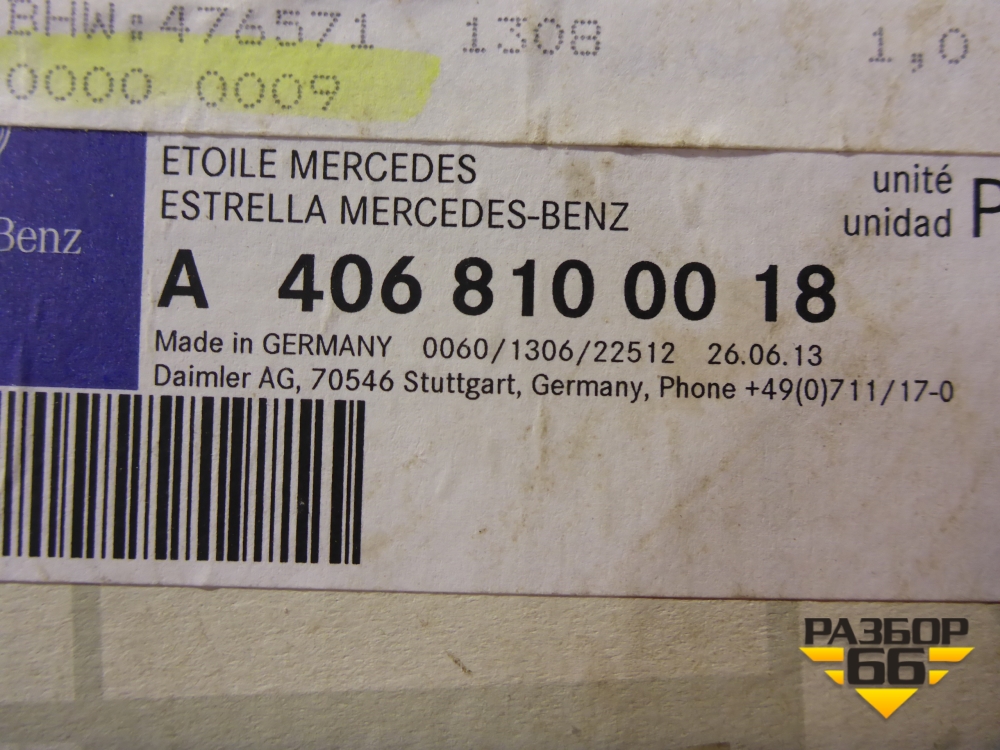 BHW:476571 1308 1,0
0000 0009
Benz
ETOILE MERCEDES
ESTRELLA MERCEDES-BENZ
unité
unidad
P
A 406 810 00 18
Made in GERMANY 0060/1306/22512 26.06.13
Daimler AG, 70546 Stuttgart, Germany, Phone +49(0)711/17-0
РАЗБОР
66